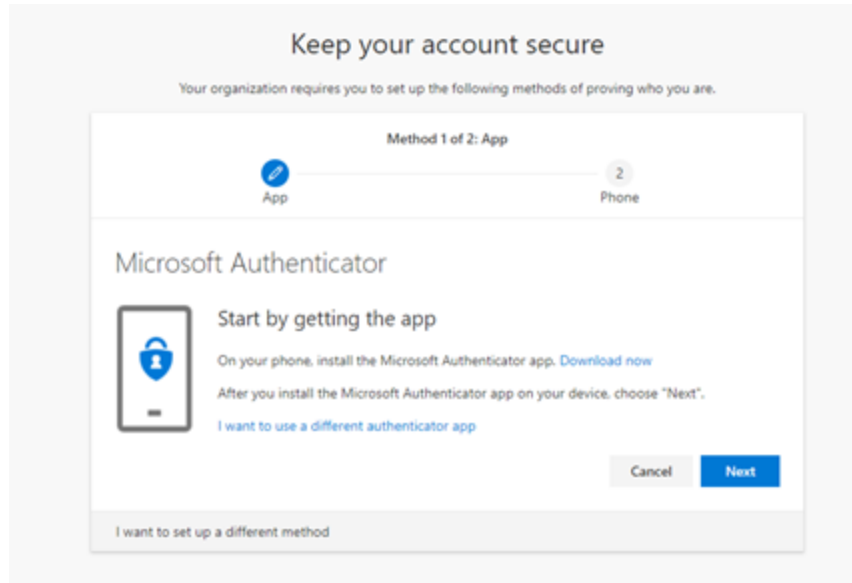 Keep your account secure
Your organization requires you to set up the following methods of proving who you are.
Method 1 of 2: App
App
2
Phone
Microsoft Authenticator
Start by getting the app
On your phone, install the Microsoft Authenticator app. Download now
After you install the Microsoft Authenticator app on your device, choose "Next".
I want to use a different authenticator app
Cancel
Next
I want to set up a different method